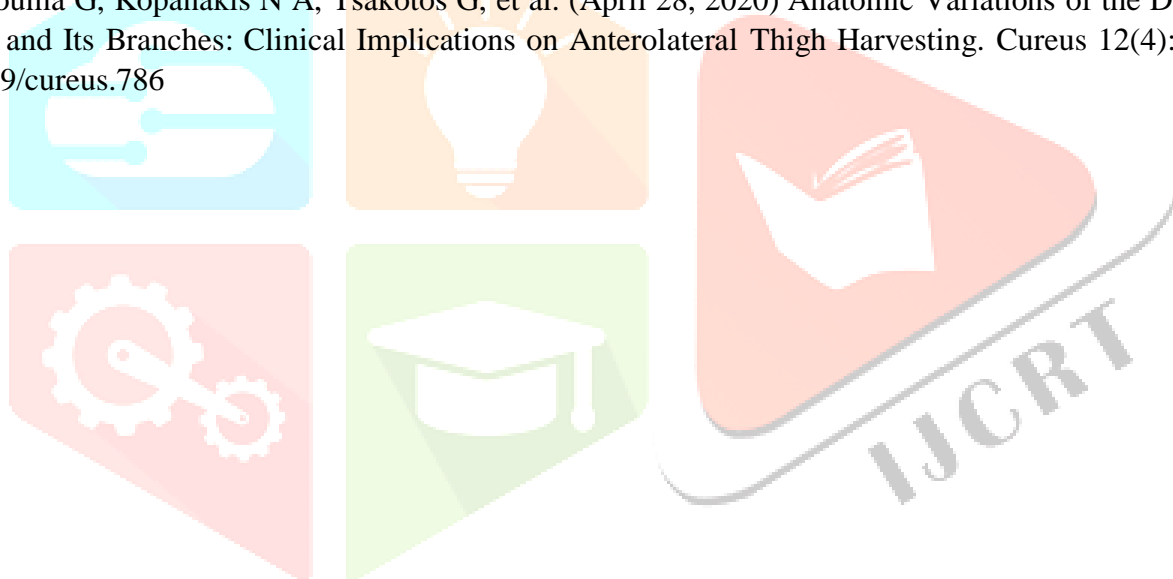 G, Kopanakis N A, Tsakotos G, et al. (April 28, 2020) Anatomic Variations of the D
and Its Branches: Clinical Implications on Anterolateral Thigh Harvesting. Cureus 12(4):
9/cureus.786
IJCRT